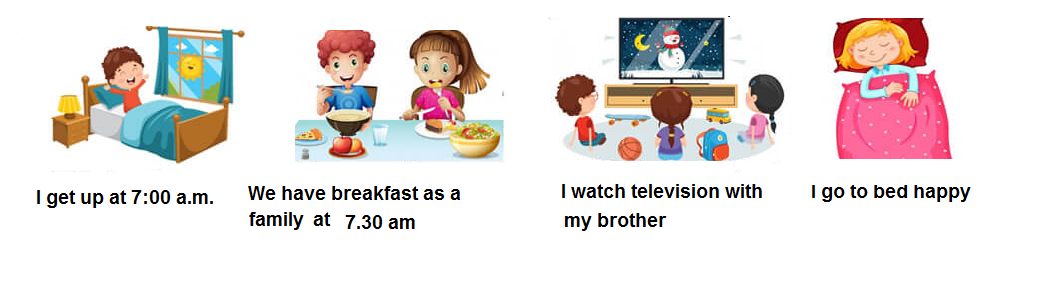 I get up at 7:00 a.m.
We have breakfast as a
family at 7.30 am
I watch television with
my brother
I go to bed happy